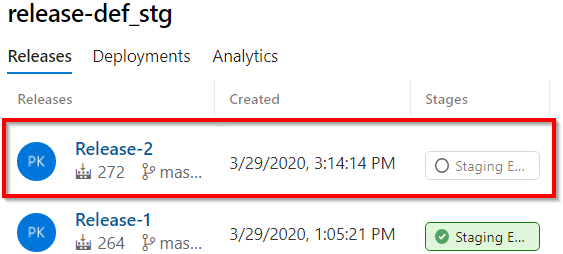 release-def_stg
Releases Deployments Analytics
Releases Created Stages
PK Release-2 3/29/2020, 3:14:14 PM Staging E...
272 mas...
PK Release-1 3/29/2020, 1:05:21 PM Staging E...
264 mas...